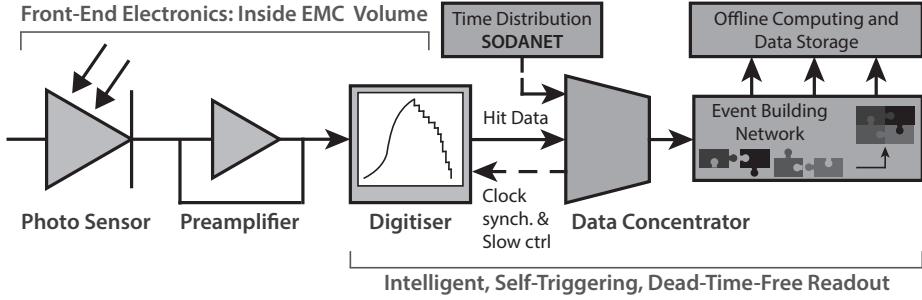 Front-End Electronics: Inside EMC Volume
Time Distribution
SODANET
Offline Computing and
Data Storage
Hit Data
Event Building
Network
Clock
synch. &
Slow ctrl
Photo Sensor
Preamplifier
Digitiser
Data Concentrator
Intelligent, Self-Triggering, Dead-Time-Free Readout